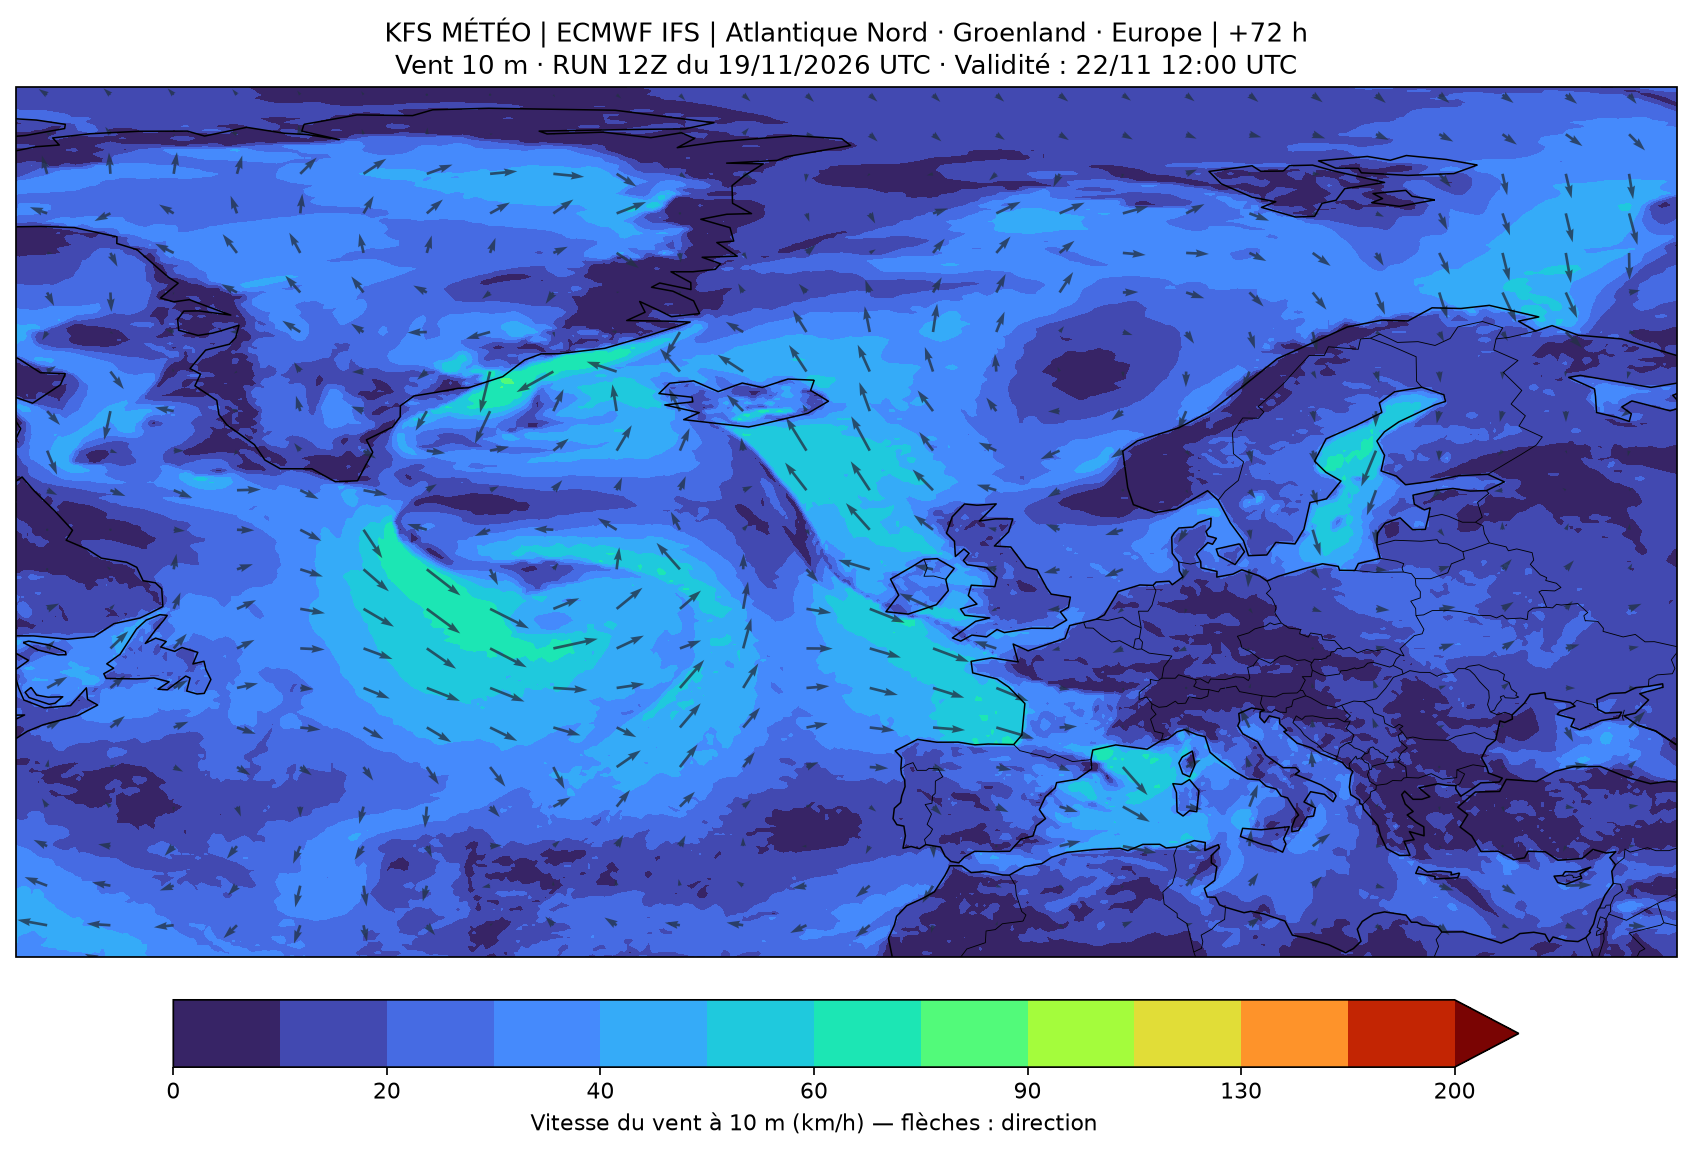 KFS MÉTÉO | ECMWF IFS | Atlantique Nord · Groenland · Europe | +72 h
Vent 10 m · RUN 12Z du 19/11/2026 UTC · Validité : 22/11 12:00 UTC
0 20 40 60 90 130 200
Vitesse du vent à 10 m (km/h) — flèches : direction